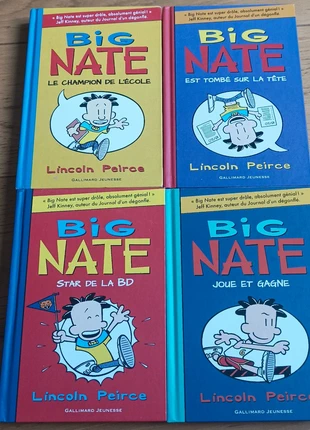 « Big Nate est super drôle, absolument génial ! »
Jeff Kinney, auteur du Journal d'un dégonflé.
BIG
NATE
LE CHAMPION DE L'ÉCOLE
Lincoln Peirce
GALLIMARD JEUNESSE
« Big Nate est super drôle, absolument génial ! »
Jeff Kinney, auteur du Journal d'un dégonflé.
BIG
NATE
EST TOMBÉ SUR LA TÊTE
Lincoln Peirce
GALLIMARD JEUNESSE
« Big Nate est super drôle, absolument génial ! »
Jeff Kinney, auteur du Journal d'un dégonflé.
BIG
NATE
STAR DE LA BD
Lincoln Peirce
GALLIMARD JEUNESSE
« Big Nate est super drôle, absolument génial ! »
Jeff Kinney, auteur du Journal d'un dégonflé.
BIG
NATE
JOUE ET GAGNE
Lincoln Peirce
GALLIMARD JEUNESSE